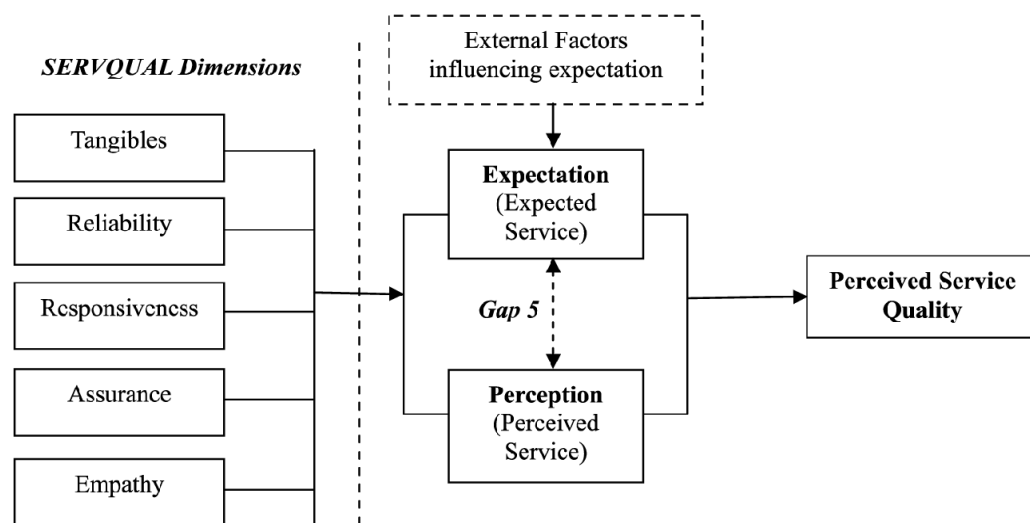 SERVQUAL Dimensions
Tangibles
Reliability
Responsiveness
Assurance
Empathy
External Factors
influencing expectation
Expectation
(Expected
Service)
Gap 5
Perception
(Perceived
Service)
Perceived Service
Quality